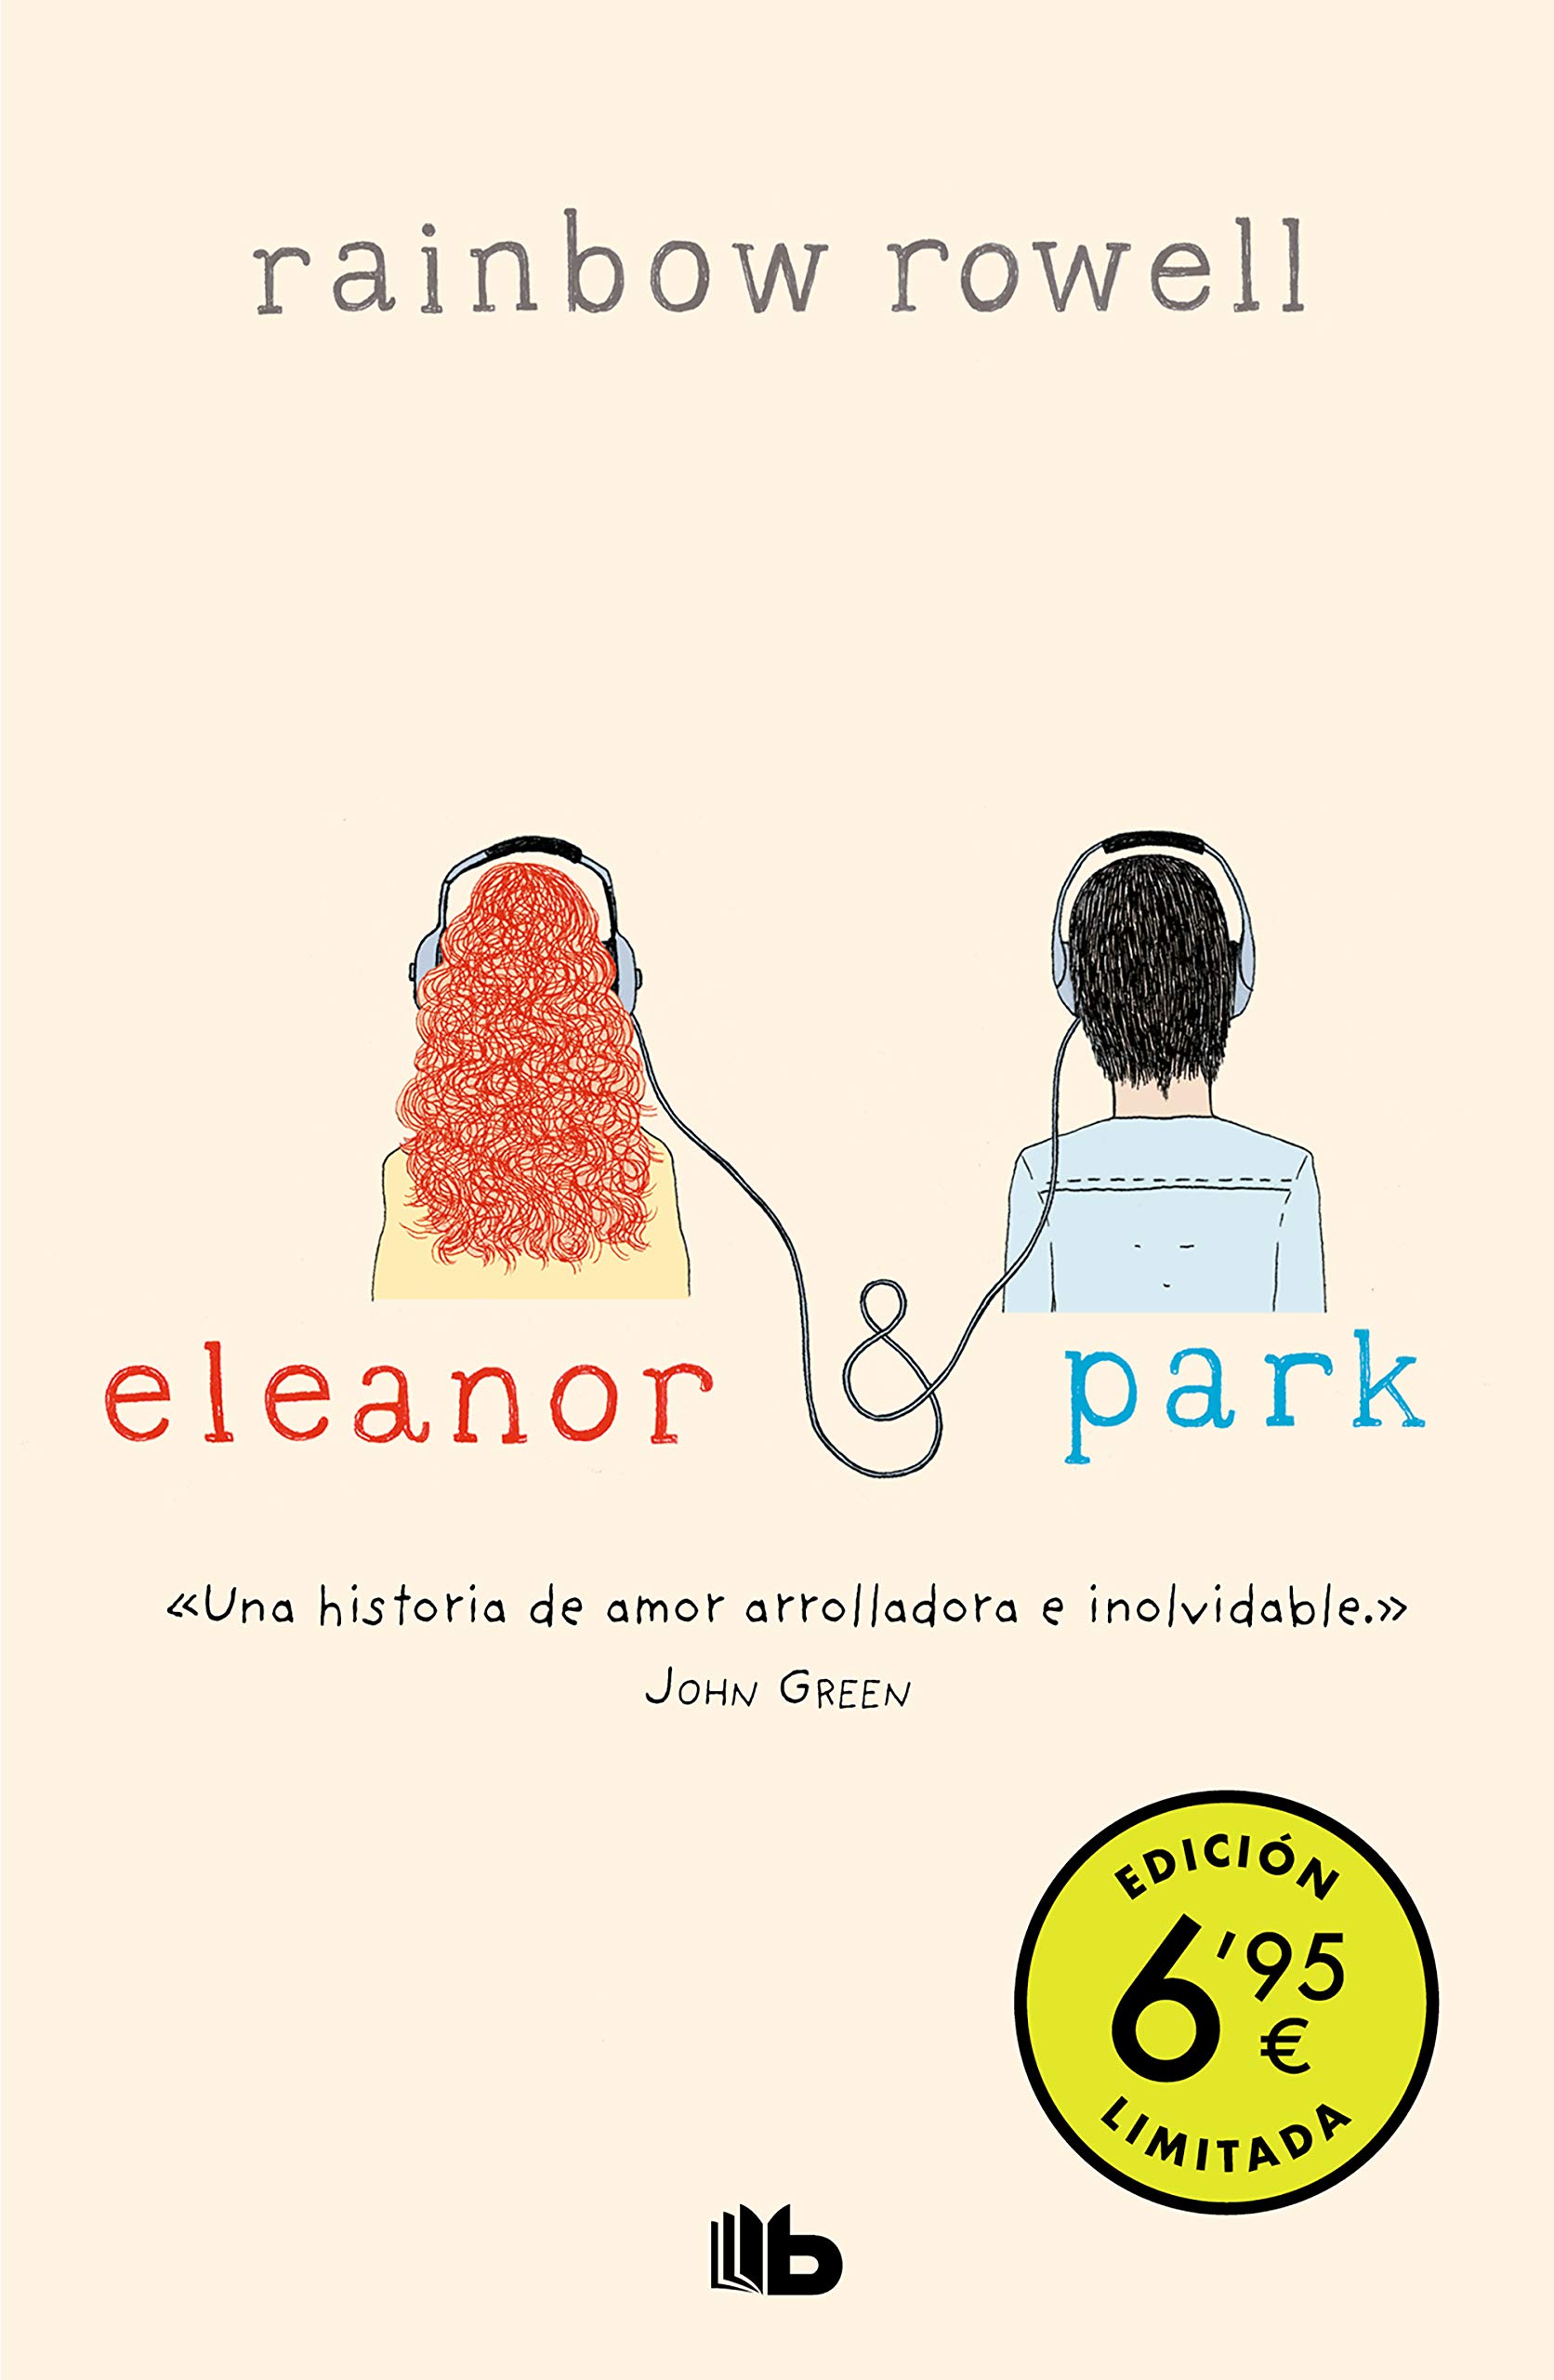 rainbow rowell
eleanor & park
«Una historia de amor arrolladora e inolvidable.»
JOHN GREEN
EDICIÓN
6'95
€
LIMITADA
b